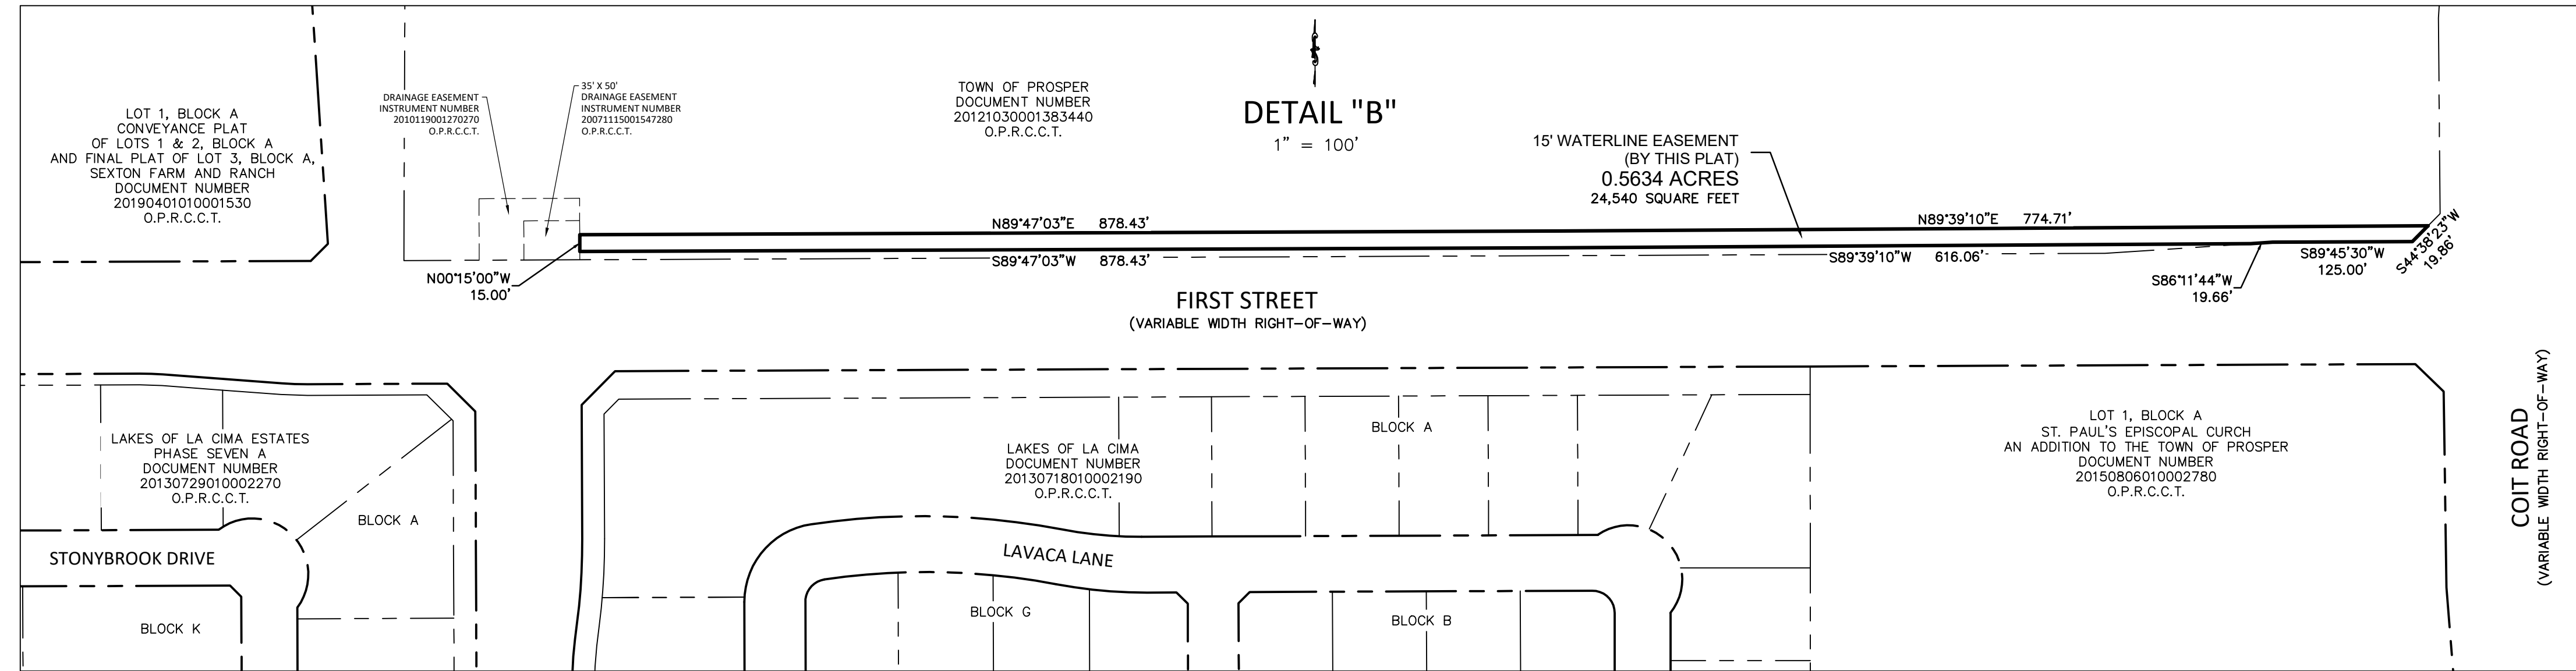 LOT 1, BLOCK A
CONVEYANCE PLAT
OF LOTS 1 & 2, BLOCK A
AND FINAL PLAT OF LOT 3, BLOCK A,
SEXTON FARM AND RANCH
DOCUMENT NUMBER
20190401010001530
O.P.R.C.C.T.
DRAINAGE EASEMENT
INSTRUMENT NUMBER
2010119001270270
O.P.R.C.C.T.
35' X 50'
DRAINAGE EASEMENT
INSTRUMENT NUMBER
20071115001547280
O.P.R.C.C.T.
TOWN OF PROSPER
DOCUMENT NUMBER
20121030001383440
O.P.R.C.C.T.
DETAIL "B"
1" = 100'
15' WATERLINE EASEMENT
(BY THIS PLAT)
0.5634 ACRES
24,540 SQUARE FEET
N89°47'03"E 878.43'
N89°39'10"E 774.71'
S44°38'23"W
19.86'
S89°47'03"W 878.43'
S89°39'10"W 616.06'
S89°45'30"W
125.00'
N00°15'00"W
15.00'
S86°11'44"W
19.66'
FIRST STREET
(VARIABLE WIDTH RIGHT-OF-WAY)
COIT ROAD
(VARIABLE WIDTH RIGHT-OF-WAY)
LAKES OF LA CIMA ESTATES
PHASE SEVEN A
DOCUMENT NUMBER
20130729010002270
O.P.R.C.C.T.
BLOCK A
STONYBROOK DRIVE
BLOCK K
LAKES OF LA CIMA
DOCUMENT NUMBER
20130718010002190
O.P.R.C.C.T.
BLOCK A
LAVACA LANE
BLOCK G
BLOCK B
LOT 1, BLOCK A
ST. PAUL'S EPISCOPAL CURCH
AN ADDITION TO THE TOWN OF PROSPER
DOCUMENT NUMBER
20150806010002780
O.P.R.C.C.T.